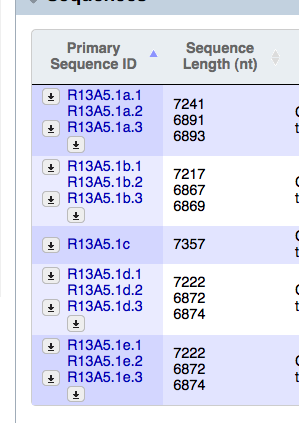 Primary Sequence ID
Sequence Length (nt)
R13A5.1a.1 7241
R13A5.1a.2 6891
R13A5.1a.3 6893
R13A5.1b.1 7217
R13A5.1b.2 6867
R13A5.1b.3 6869
R13A5.1c 7357
R13A5.1d.1 7222
R13A5.1d.2 6872
R13A5.1d.3 6874
R13A5.1e.1 7222
R13A5.1e.2 6872
R13A5.1e.3 6874